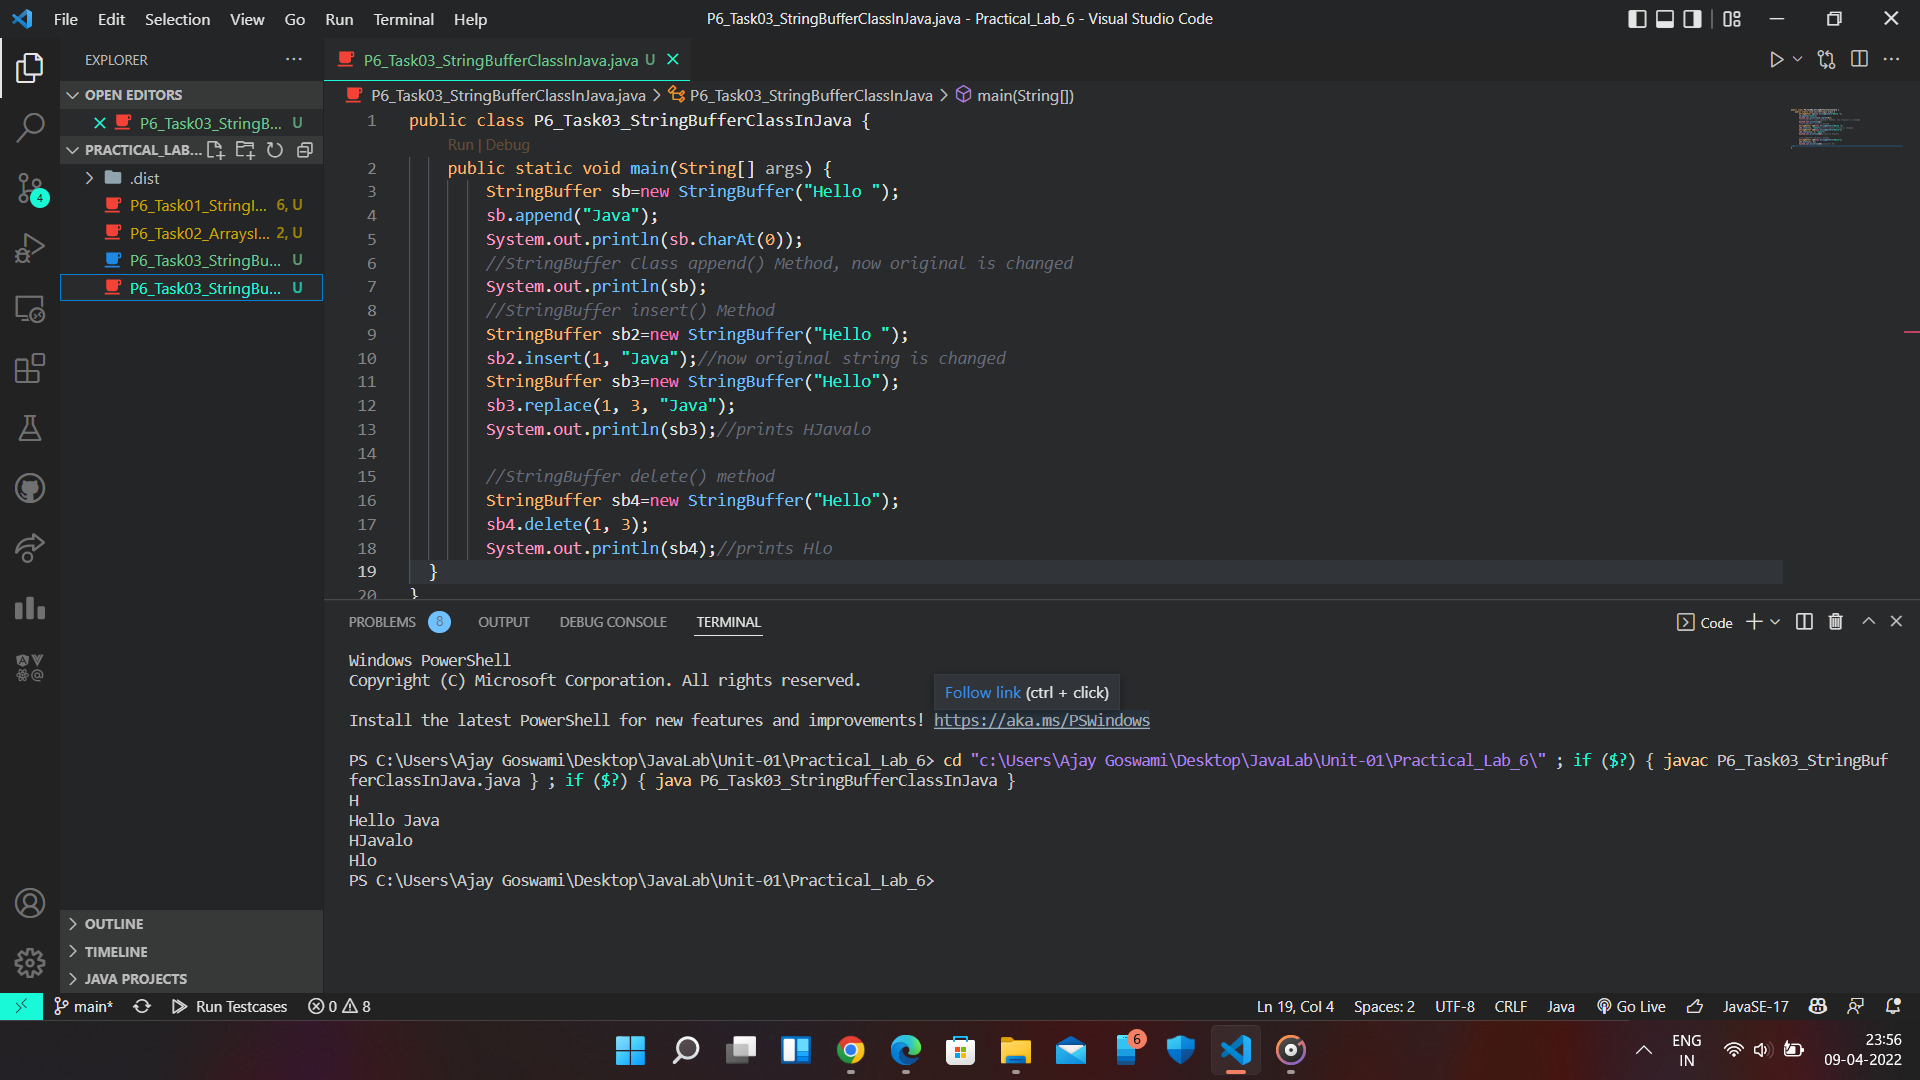 File Edit Selection View Go Run Terminal Help
P6_Task03_StringBufferClassInJava.java - Practical_Lab_6 - Visual Studio Code
EXPLORER
OPEN EDITORS
P6_Task03_StringB... U
PRACTICAL_LAB...
.dist
P6_Task01_StringI... 6, U
P6_Task02_ArraysI... 2, U
P6_Task03_StringBu... U
P6_Task03_StringBu... U
OUTLINE
TIMELINE
JAVA PROJECTS
4
P6_Task03_StringBufferClassInJava.java U
P6_Task03_StringBufferClassInJava.java > P6_Task03_StringBufferClassInJava > main(String[])
1 public class P6_Task03_StringBufferClassInJava {
Run | Debug
2 public static void main(String[] args) {
3 StringBuffer sb=new StringBuffer("Hello ");
4 sb.append("Java");
5 System.out.println(sb.charAt(0));
6 //StringBuffer Class append() Method, now original is changed
7 System.out.println(sb);
8 //StringBuffer insert() Method
9 StringBuffer sb2=new StringBuffer("Hello ");
10 sb2.insert(1, "Java");//now original string is changed
11 StringBuffer sb3=new StringBuffer("Hello");
12 sb3.replace(1, 3, "Java");
13 System.out.println(sb3);//prints HJavalo
14
15 //StringBuffer delete() method
16 StringBuffer sb4=new StringBuffer("Hello");
17 sb4.delete(1, 3);
18 System.out.println(sb4);//prints Hlo
19 }
20 }
PROBLEMS 8 OUTPUT DEBUG CONSOLE TERMINAL
Code
Windows PowerShell
Copyright (C) Microsoft Corporation. All rights reserved.
Follow link (ctrl + click)
Install the latest PowerShell for new features and improvements! https://aka.ms/PSWindows
PS C:\Users\Ajay Goswami\Desktop\JavaLab\Unit-01\Practical_Lab_6> cd "c:\Users\Ajay Goswami\Desktop\JavaLab\Unit-01\Practical_Lab_6\" ; if ($?) { javac P6_Task03_StringBuf
ferClassInJava.java } ; if ($?) { java P6_Task03_StringBufferClassInJava }
H
Hello Java
HJavalo
Hlo
PS C:\Users\Ajay Goswami\Desktop\JavaLab\Unit-01\Practical_Lab_6>
main* Run Testcases 0 8
Ln 19, Col 4 Spaces: 2 UTF-8 CRLF Java Go Live JavaSE-17
6
ENG
IN
23:56
09-04-2022